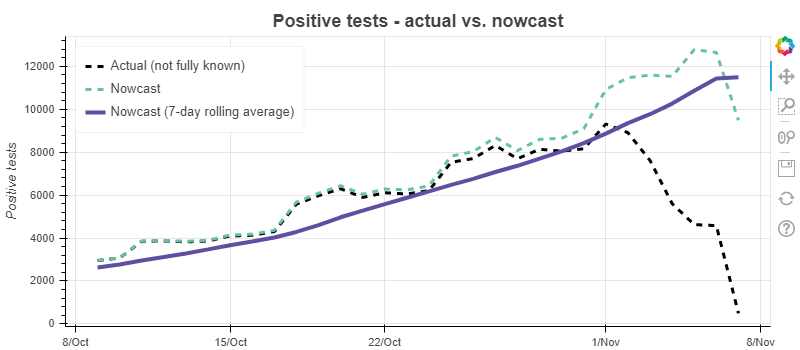 Positive tests - actual vs. nowcast
Actual (not fully known)
Nowcast
Nowcast (7-day rolling average)
Positive tests
12000
10000
8000
6000
4000
2000
0
8/Oct
15/Oct
22/Oct
1/Nov
8/Nov